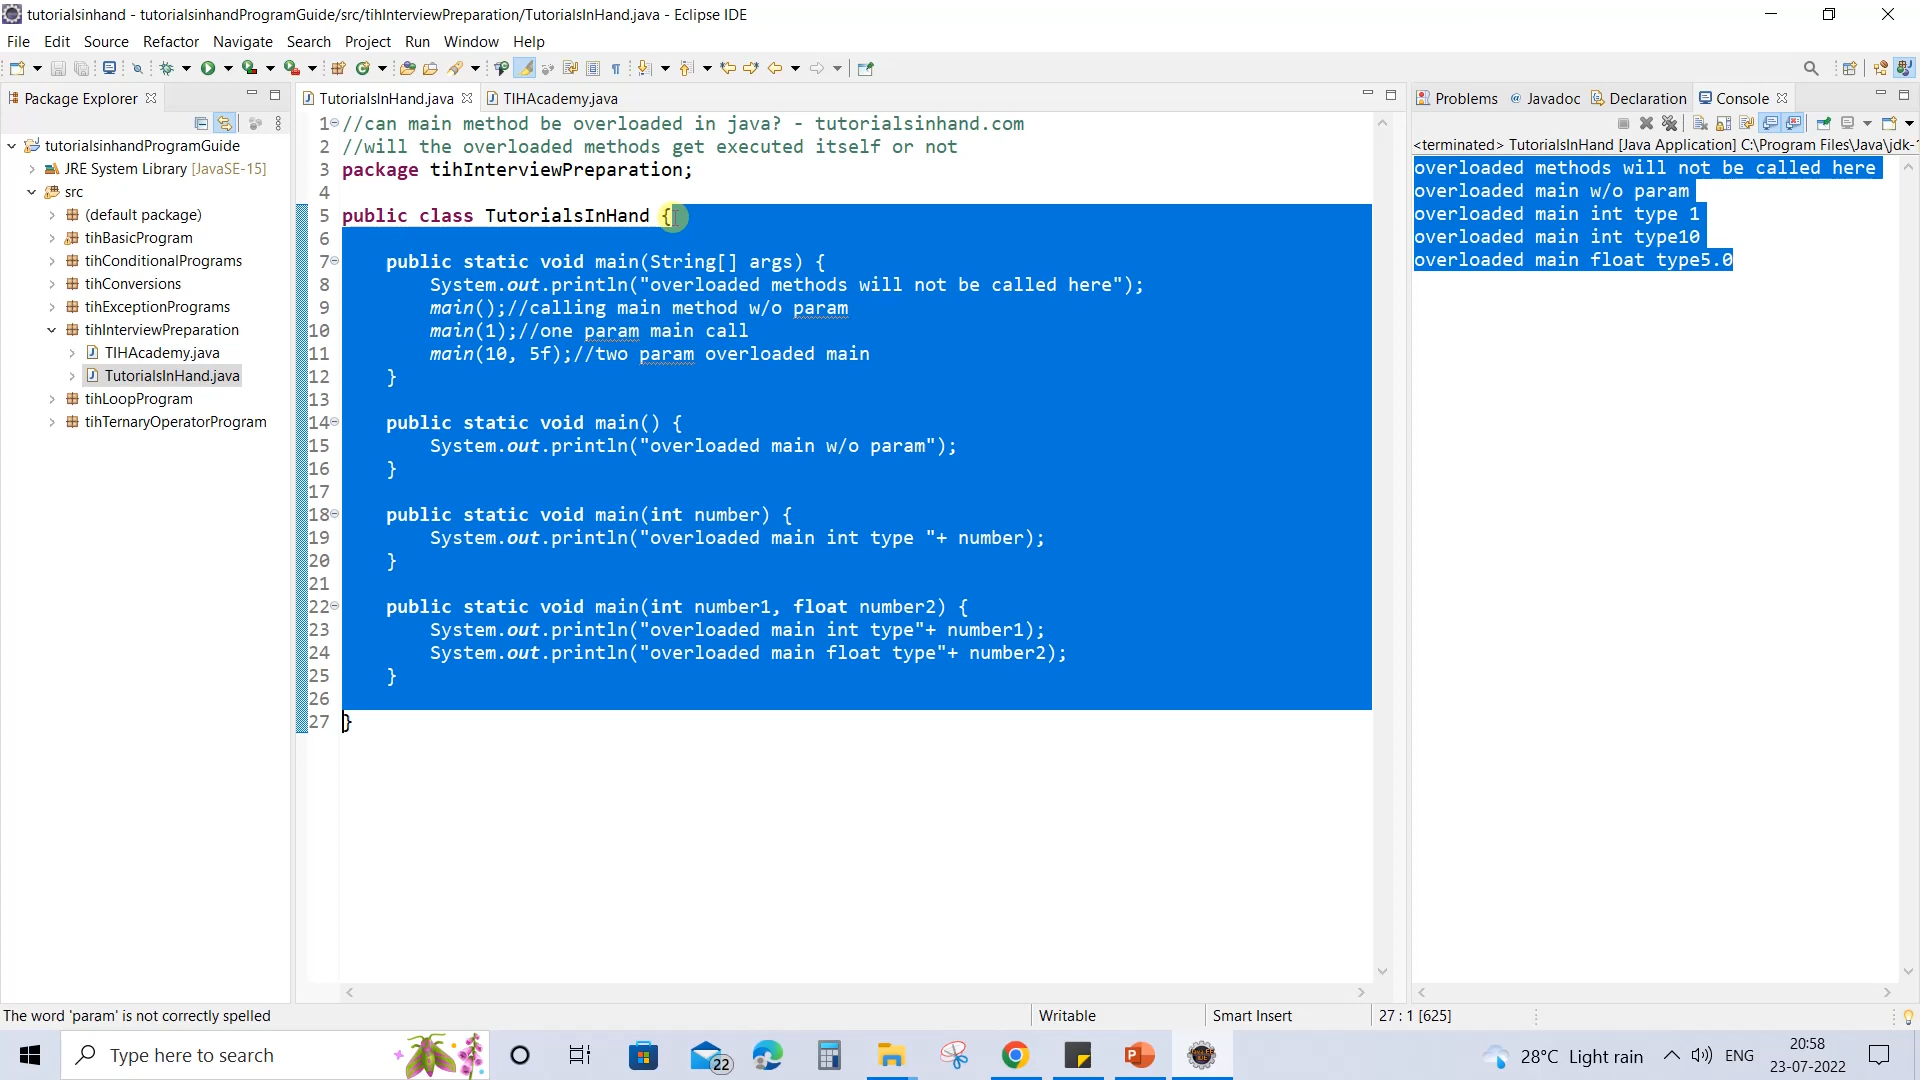 tutorialsinhand - tutorialsinhandProgramGuide/src/tihInterviewPreparation/TutorialsInHand.java - Eclipse IDE
File Edit Source Refactor Navigate Search Project Run Window Help
Package Explorer
tutorialsinhandProgramGuide
JRE System Library [JavaSE-15]
src
(default package)
tihBasicProgram
tihConditionalPrograms
tihConversions
tihExceptionPrograms
tihInterviewPreparation
TIHAcademy.java
TutorialsInHand.java
tihLoopProgram
tihTernaryOperatorProgram
TutorialsInHand.java TIHAcademy.java
1 //can main method be overloaded in java? - tutorialsinhand.com
2 //will the overloaded methods get executed itself or not
3 package tihInterviewPreparation;
4
5 public class TutorialsInHand {
6
7 public static void main(String[] args) {
8 System.out.println("overloaded methods will not be called here");
9 main();//calling main method w/o param
10 main(1);//one param main call
11 main(10, 5f);//two param overloaded main
12 }
13
14 public static void main() {
15 System.out.println("overloaded main w/o param");
16 }
17
18 public static void main(int number) {
19 System.out.println("overloaded main int type "+ number);
20 }
21
22 public static void main(int number1, float number2) {
23 System.out.println("overloaded main int type"+ number1);
24 System.out.println("overloaded main float type"+ number2);
25 }
26
27 }
Problems Javadoc Declaration Console
<terminated> TutorialsInHand [Java Application] C:\Program Files\Java\jdk-
overloaded methods will not be called here
overloaded main w/o param
overloaded main int type 1
overloaded main int type10
overloaded main float type5.0
The word 'param' is not correctly spelled Writable Smart Insert 27 : 1 [625]
Type here to search
22
28°C Light rain ENG
20:58
23-07-2022